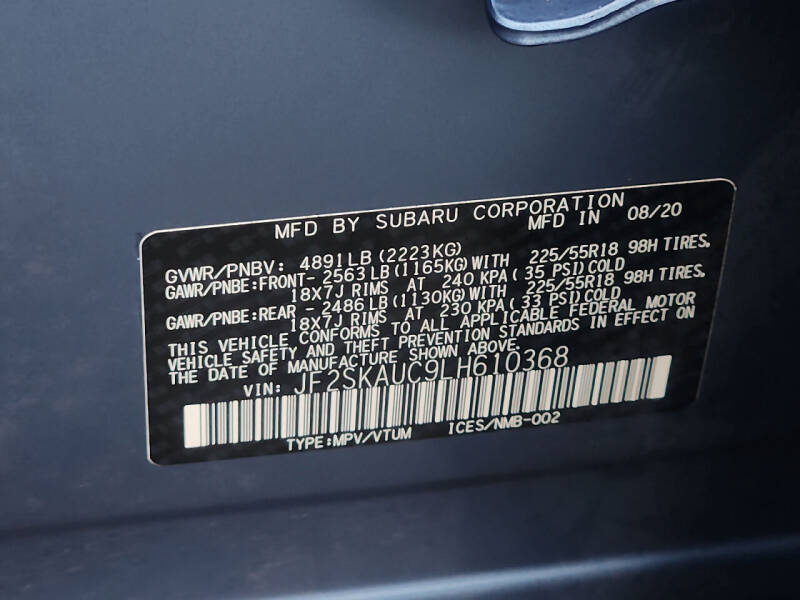 MFD BY SUBARU CORPORATION
MFD IN 08/20
GVWR/PNBV: 4891LB (2223KG)
GAWR/PNBE:FRONT- 2563LB (1165KG) WITH 225/55R18 98H TIRES,
18X7J RIMS AT 240 KPA (35 PSI) COLD
GAWR/PNBE:REAR - 2486LB (1130KG) WITH 225/55R18 98H TIRES,
18X7J RIMS AT 230 KPA (33 PSI) COLD
THIS VEHICLE CONFORMS TO ALL APPLICABLE FEDERAL MOTOR
VEHICLE SAFETY AND THEFT PREVENTION STANDARDS IN EFFECT ON
THE DATE OF MANUFACTURE SHOWN ABOVE.
VIN: JF2SKAUC9LH610368
TYPE:MPV/VTUM ICES/NMB-002